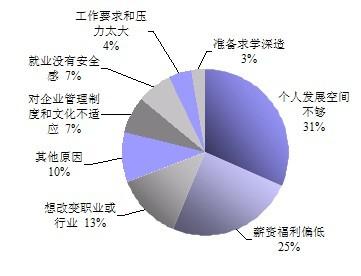 工作要求和压
力太大
4%
准备求学深造
3%
就业没有安全
感 7%
个人发展空间
不够
31%
对企业管理制
度和文化不适
应 7%
其他原因
10%
想改变职业或
行业 13%
薪资福利偏低
25%